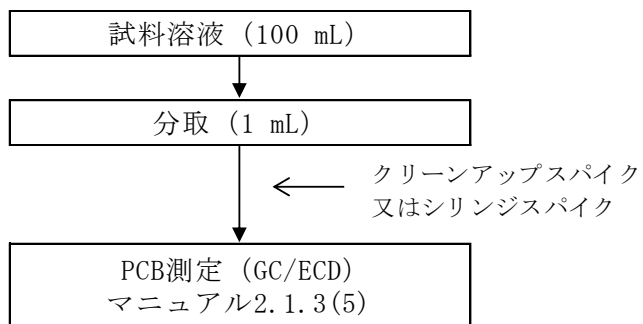 試料溶液 (100 mL)
分取 (1 mL)
クリーンアップスパイク
又はシリンジスパイク
PCB測定 (GC/ECD)
マニュアル2.1.3(5)